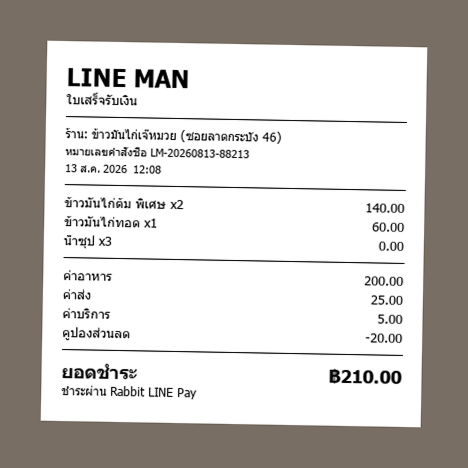 LINE MAN
ใบเสร็จรับเงิน
ร้าน: ข้าวมันไก่เจ๊หมวย (ซอยลาดกระบัง 46)
หมายเลขคำสั่งซื้อ LM-20260813-88213
13 ส.ค. 2026 12:08
ข้าวมันไก่ต้ม พิเศษ x2 140.00
ข้าวมันไก่ทอด x1 60.00
น้ำซุป x3 0.00
ค่าอาหาร 200.00
ค่าส่ง 25.00
ค่าบริการ 5.00
คูปองส่วนลด -20.00
ยอดชำระ ฿210.00
ชำระผ่าน Rabbit LINE Pay